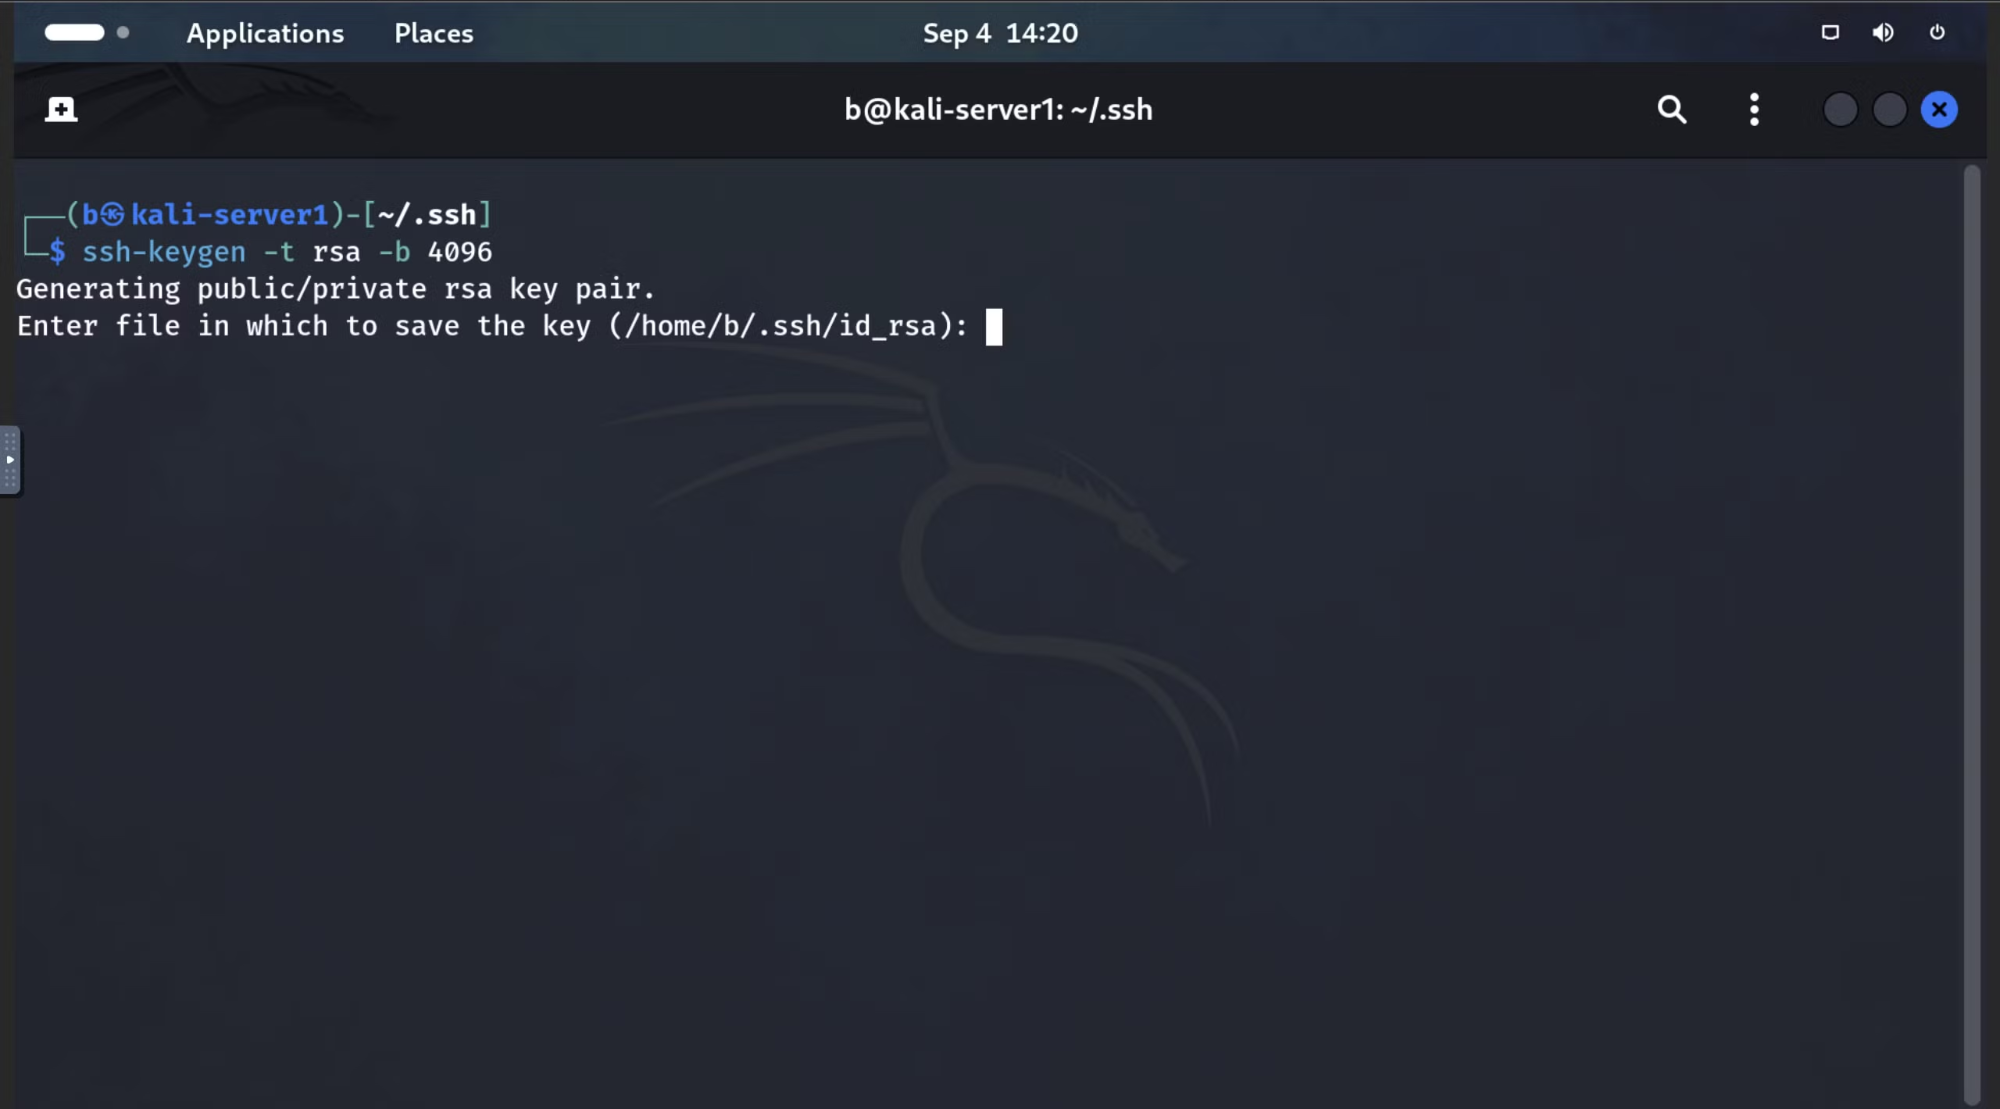 Applications Places Sep 4 14:20
b@kali-server1: ~/.ssh
┌──(b㉿kali-server1)-[~/.ssh]
└─$ ssh-keygen -t rsa -b 4096
Generating public/private rsa key pair.
Enter file in which to save the key (/home/b/.ssh/id_rsa):